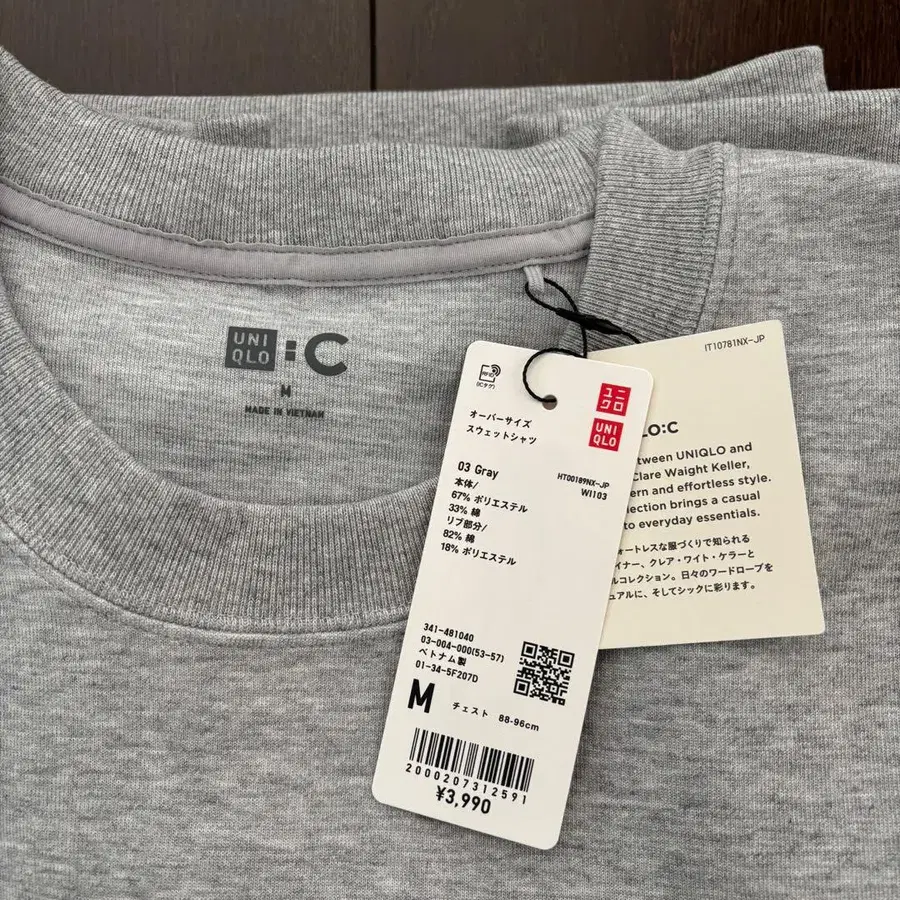 UNI
QLO
:C
M
MADE IN VIETNAM
RFID
(ICタグ)
ユニ
クロ
UNI
QLO
オーバーサイズ
スウェットシャツ
03 Gray
HT00189NX-JP
WI103
本体/
67% ポリエステル
33% 綿
リブ部分/
82% 綿
18% ポリエステル
341-481040
03-004-000(53-57)
ベトナム製
01-34-5F207D
M
チェスト 88-96cm
2000207312591
¥3,990
IT10781NX-JP
LO:C
tween UNIQLO and
Clare Waight Keller,
ern and effortless style.
ection brings a casual
to everyday essentials.
ォートレスな服づくりで知られる
イナー、クレア・ワイト・ケラーと
ルコレクション。日々のワードローブを
ュアルに、そしてシックに彩ります。